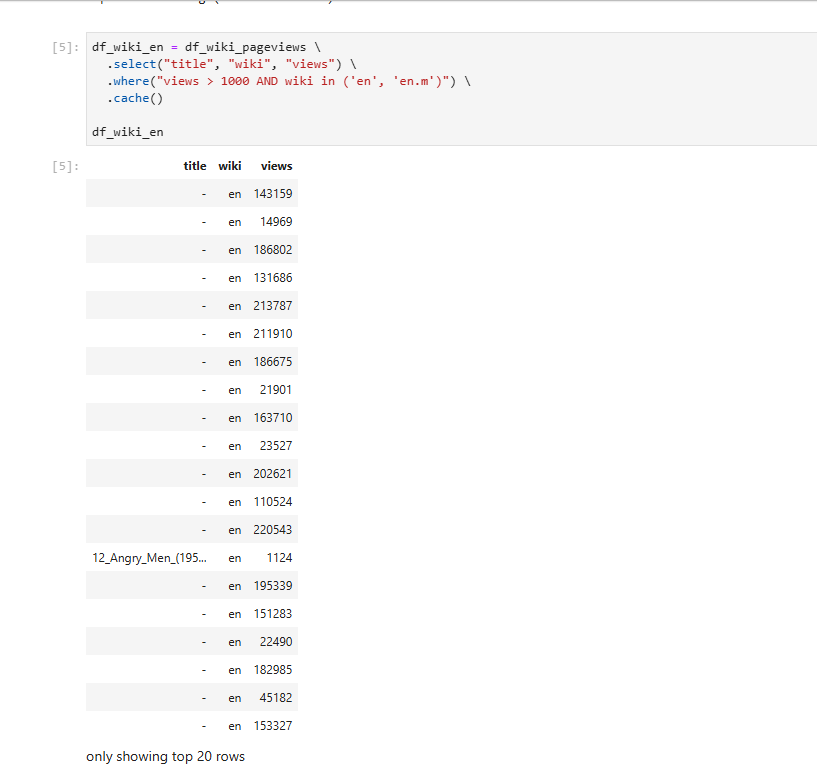 [5]: df_wiki_en = df_wiki_pageviews \
.select("title", "wiki", "views") \
.where("views > 1000 AND wiki in ('en', 'en.m')") \
.cache()
df_wiki_en
[5]: title wiki views
- en 143159
- en 14969
- en 186802
- en 131686
- en 213787
- en 211910
- en 186675
- en 21901
- en 163710
- en 23527
- en 202621
- en 110524
- en 220543
12_Angry_Men_(195... en 1124
- en 195339
- en 151283
- en 22490
- en 182985
- en 45182
- en 153327
only showing top 20 rows